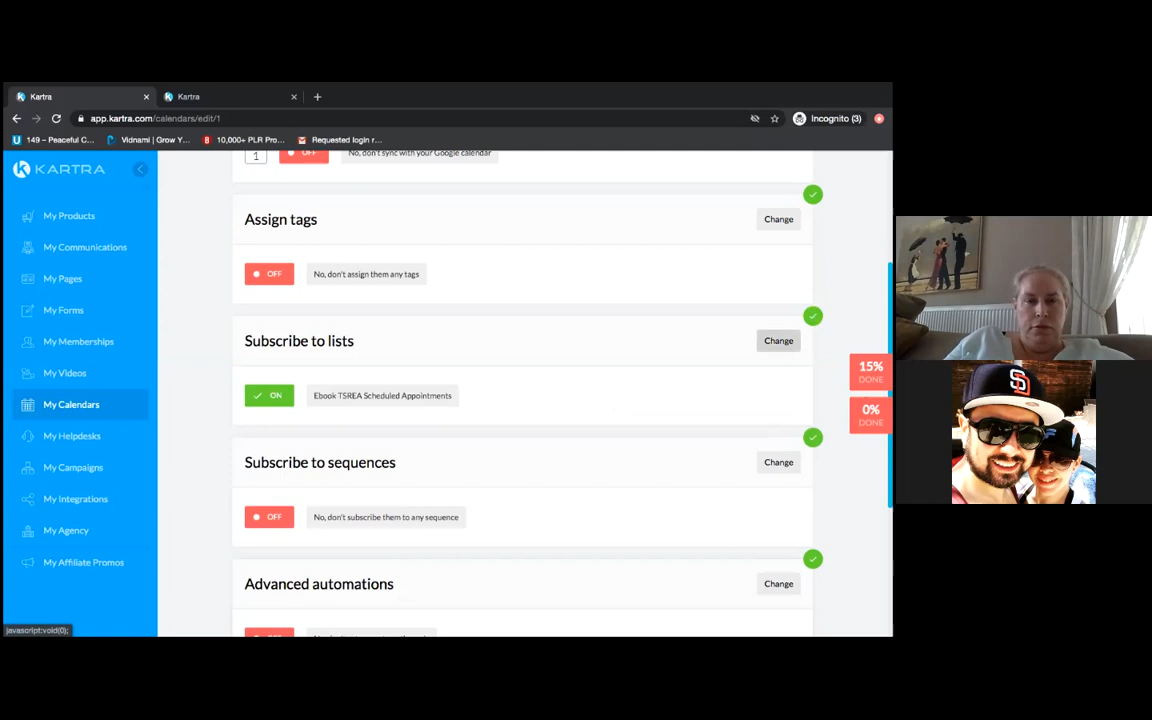 Kartra
Kartra
app.kartra.com/calendars/edit/1
Incognito (3)
149 – Peaceful C...
Vidnami | Grow Y...
10,000+ PLR Pro...
Requested login r...
KARTRA
1
OFF
No, don't sync with your Google calendar
My Products
My Communications
My Pages
My Forms
My Memberships
My Videos
My Calendars
My Helpdesks
My Campaigns
My Integrations
My Agency
My Affiliate Promos
Assign tags
Change
OFF
No, don't assign them any tags
Subscribe to lists
Change
ON
Ebook TSREA Scheduled Appointments
Subscribe to sequences
Change
OFF
No, don't subscribe them to any sequence
Advanced automations
Change
15%
DONE
0%
DONE
javascript:void(0);